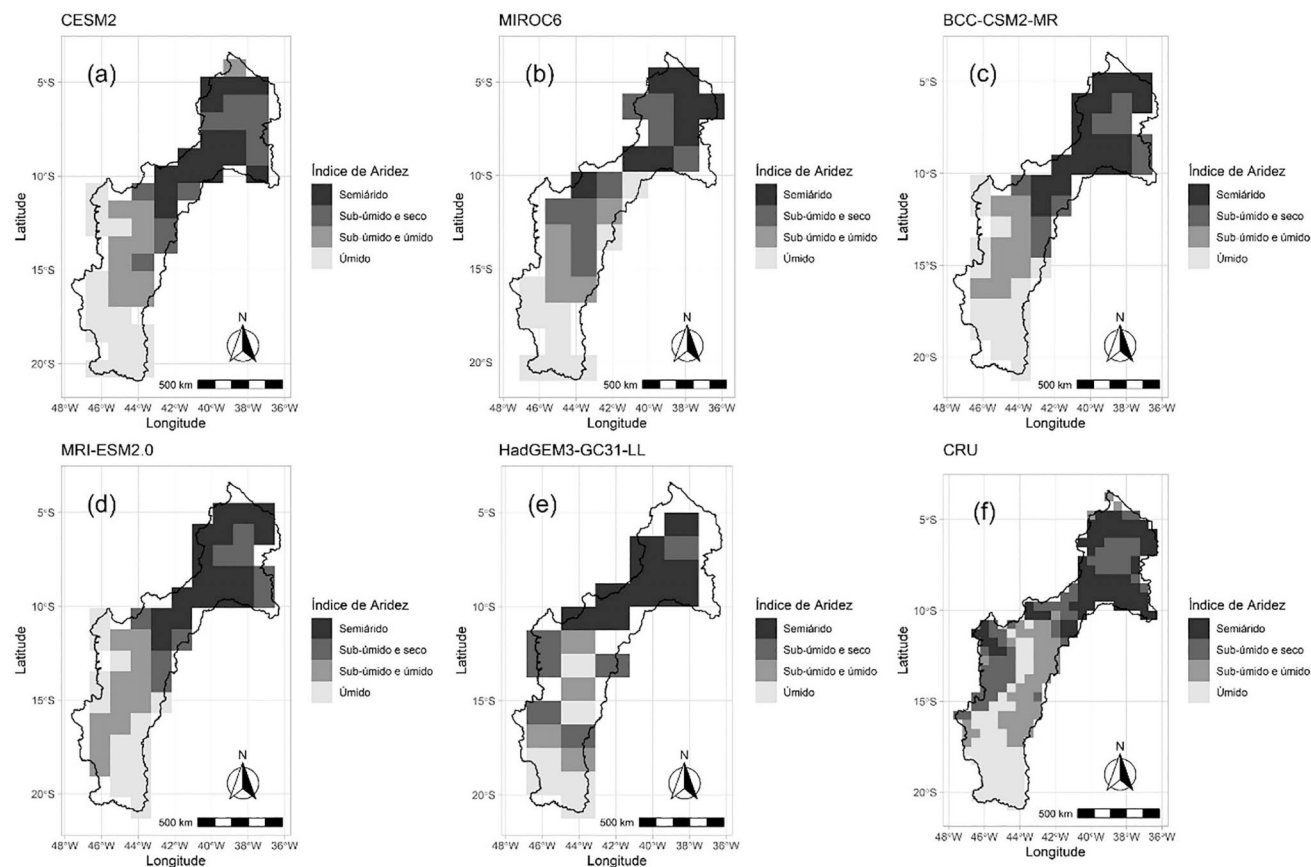 CESM2
(a)
5°S
10°S
15°S
20°S
Latitude
48°W 46°W 44°W 42°W 40°W 38°W 36°W
Longitude
N
500 km
Índice de Aridez
Semiárido
Sub-úmido e seco
Sub-úmido e úmido
Úmido
MIROC6
(b)
5°S
10°S
15°S
20°S
Latitude
48°W 46°W 44°W 42°W 40°W 38°W 36°W
Longitude
N
500 km
Índice de Aridez
Semiárido
Sub-úmido e seco
Sub-úmido e úmido
Úmido
BCC-CSM2-MR
(c)
5°S
10°S
15°S
20°S
Latitude
48°W 46°W 44°W 42°W 40°W 38°W 36°W
Longitude
N
500 km
Índice de Aridez
Semiárido
Sub-úmido e seco
Sub-úmido e úmido
Úmido
MRI-ESM2.0
(d)
5°S
10°S
15°S
20°S
Latitude
48°W 46°W 44°W 42°W 40°W 38°W 36°W
Longitude
N
500 km
Índice de Aridez
Semiárido
Sub-úmido e seco
Sub-úmido e úmido
Úmido
HadGEM3-GC31-LL
(e)
5°S
10°S
15°S
20°S
Latitude
48°W 46°W 44°W 42°W 40°W 38°W 36°W
Longitude
N
500 km
Índice de Aridez
Semiárido
Sub-úmido e seco
Sub-úmido e úmido
Úmido
CRU
(f)
5°S
10°S
15°S
20°S
Latitude
48°W 46°W 44°W 42°W 40°W 38°W 36°W
Longitude
N
500 km
Índice de Aridez
Semiárido
Sub-úmido e seco
Sub-úmido e úmido
Úmido